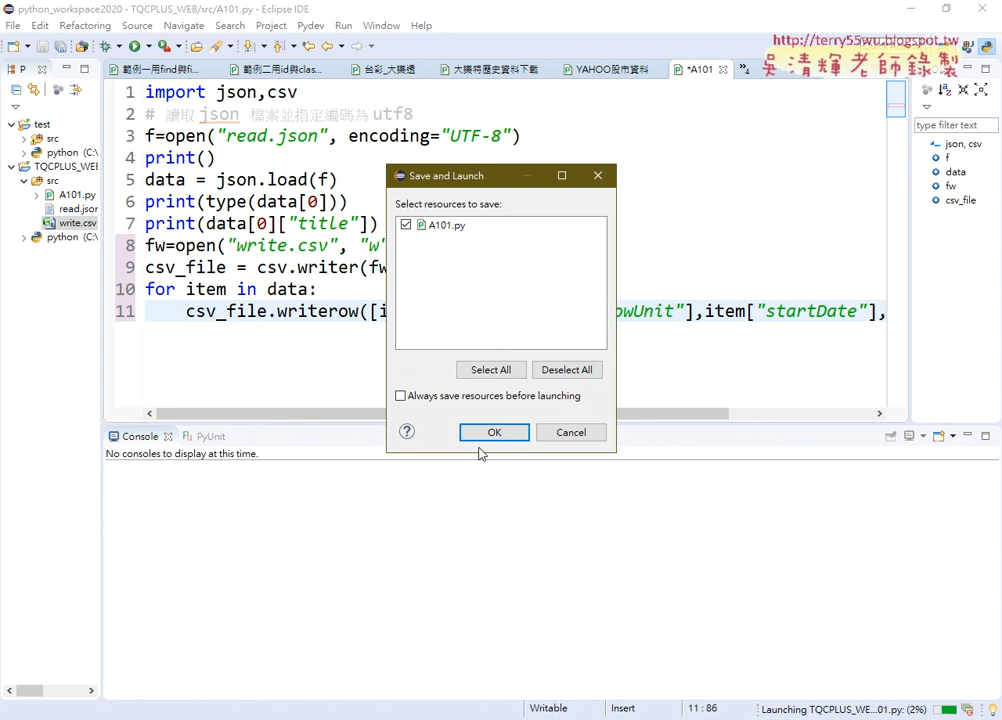 python_workspace2020 - TQCPLUS_WEB/src/A101.py - Eclipse IDE
File Edit Refactoring Source Navigate Search Project Pydev Run Window Help
http://terry55wu.blogspot.tw
吳清輝老師錄製
P
範例一用find與fi...
範例二用id與clas...
台彩_大樂透
大樂特歷史資料下載
YAHOO股市資料
*A101
test
src
python (C:\
TQCPLUS_WEB
src
A101.py
read.json
write.csv
python (C:\
1 import json,csv
2 # 讀取 json 檔案並指定編碼為utf8
3 f=open("read.json", encoding="UTF-8")
4 print()
5 data = json.load(f)
6 print(type(data[0]))
7 print(data[0]["title"])
8 fw=open("write.csv", "w"
9 csv_file = csv.writer(fw
10 for item in data:
11 csv_file.writerow([i owUnit"],item["startDate"],
Save and Launch
Select resources to save:
A101.py
Select All Deselect All
Always save resources before launching
OK Cancel
type filter text
json, csv
f
data
fw
csv_file
Console PyUnit
No consoles to display at this time.
Writable Insert 11 : 86 Launching TQCPLUS_WE...01.py: (2%)